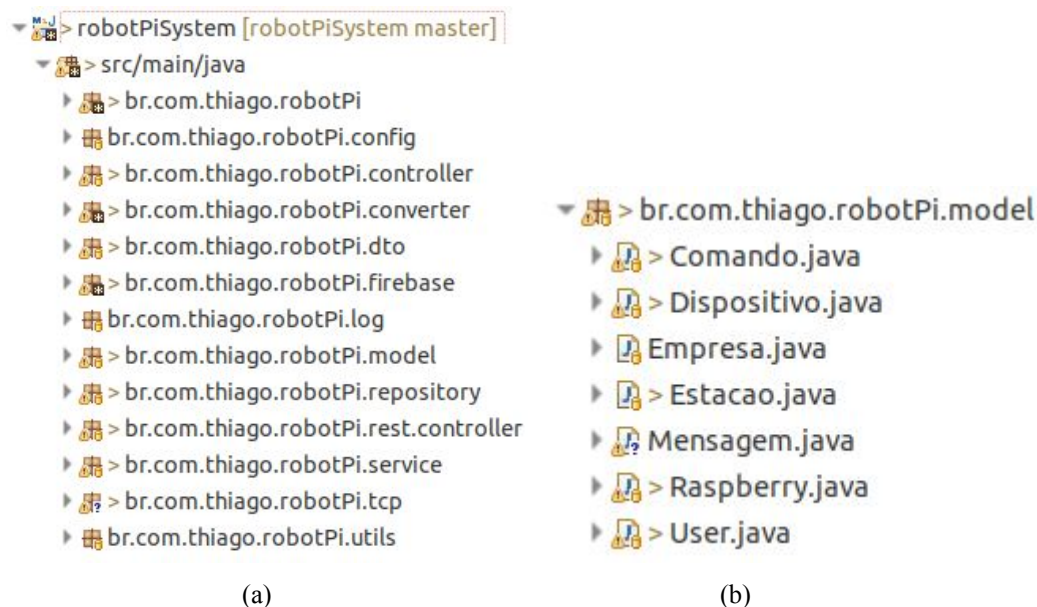 > robotPiSystem [robotPiSystem master]
> src/main/java
> br.com.thiago.robotPi
br.com.thiago.robotPi.config
> br.com.thiago.robotPi.controller
> br.com.thiago.robotPi.converter
> br.com.thiago.robotPi.dto
> br.com.thiago.robotPi.firebase
br.com.thiago.robotPi.log
> br.com.thiago.robotPi.model
> br.com.thiago.robotPi.repository
> br.com.thiago.robotPi.rest.controller
> br.com.thiago.robotPi.service
> br.com.thiago.robotPi.tcp
br.com.thiago.robotPi.utils
(a)
> br.com.thiago.robotPi.model
> Comando.java
> Dispositivo.java
Empresa.java
> Estacao.java
Mensagem.java
> Raspberry.java
> User.java
(b)